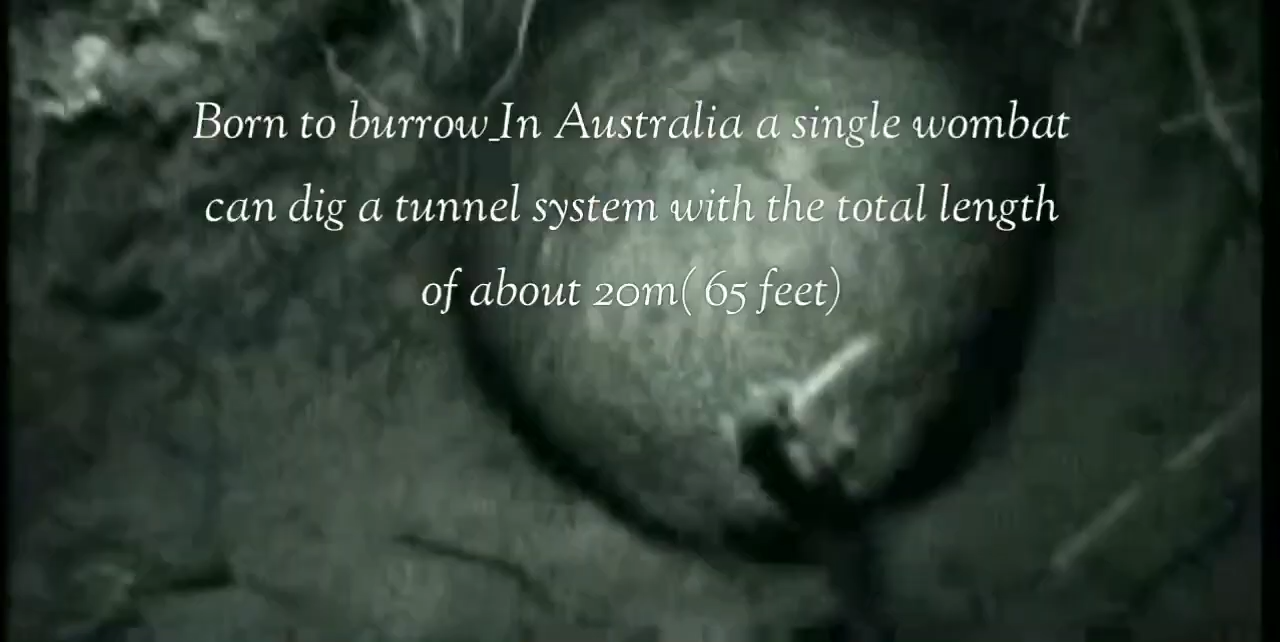 Born to burrow_In Australia a single wombat
can dig a tunnel system with the total length
of about 20m( 65 feet)